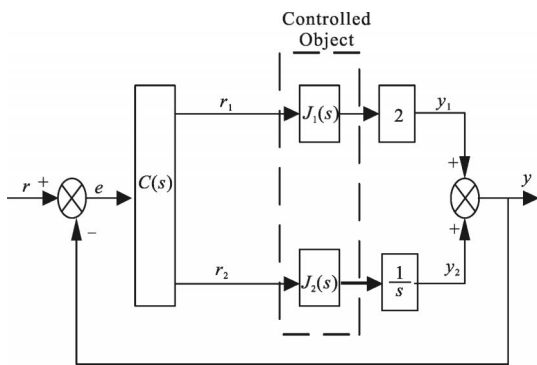 Controlled
Object
r₁
J₁(s)
2
y₁
+
r
+
e
C(s)
y
−
+
r₂
J₂(s)
1
s
y₂